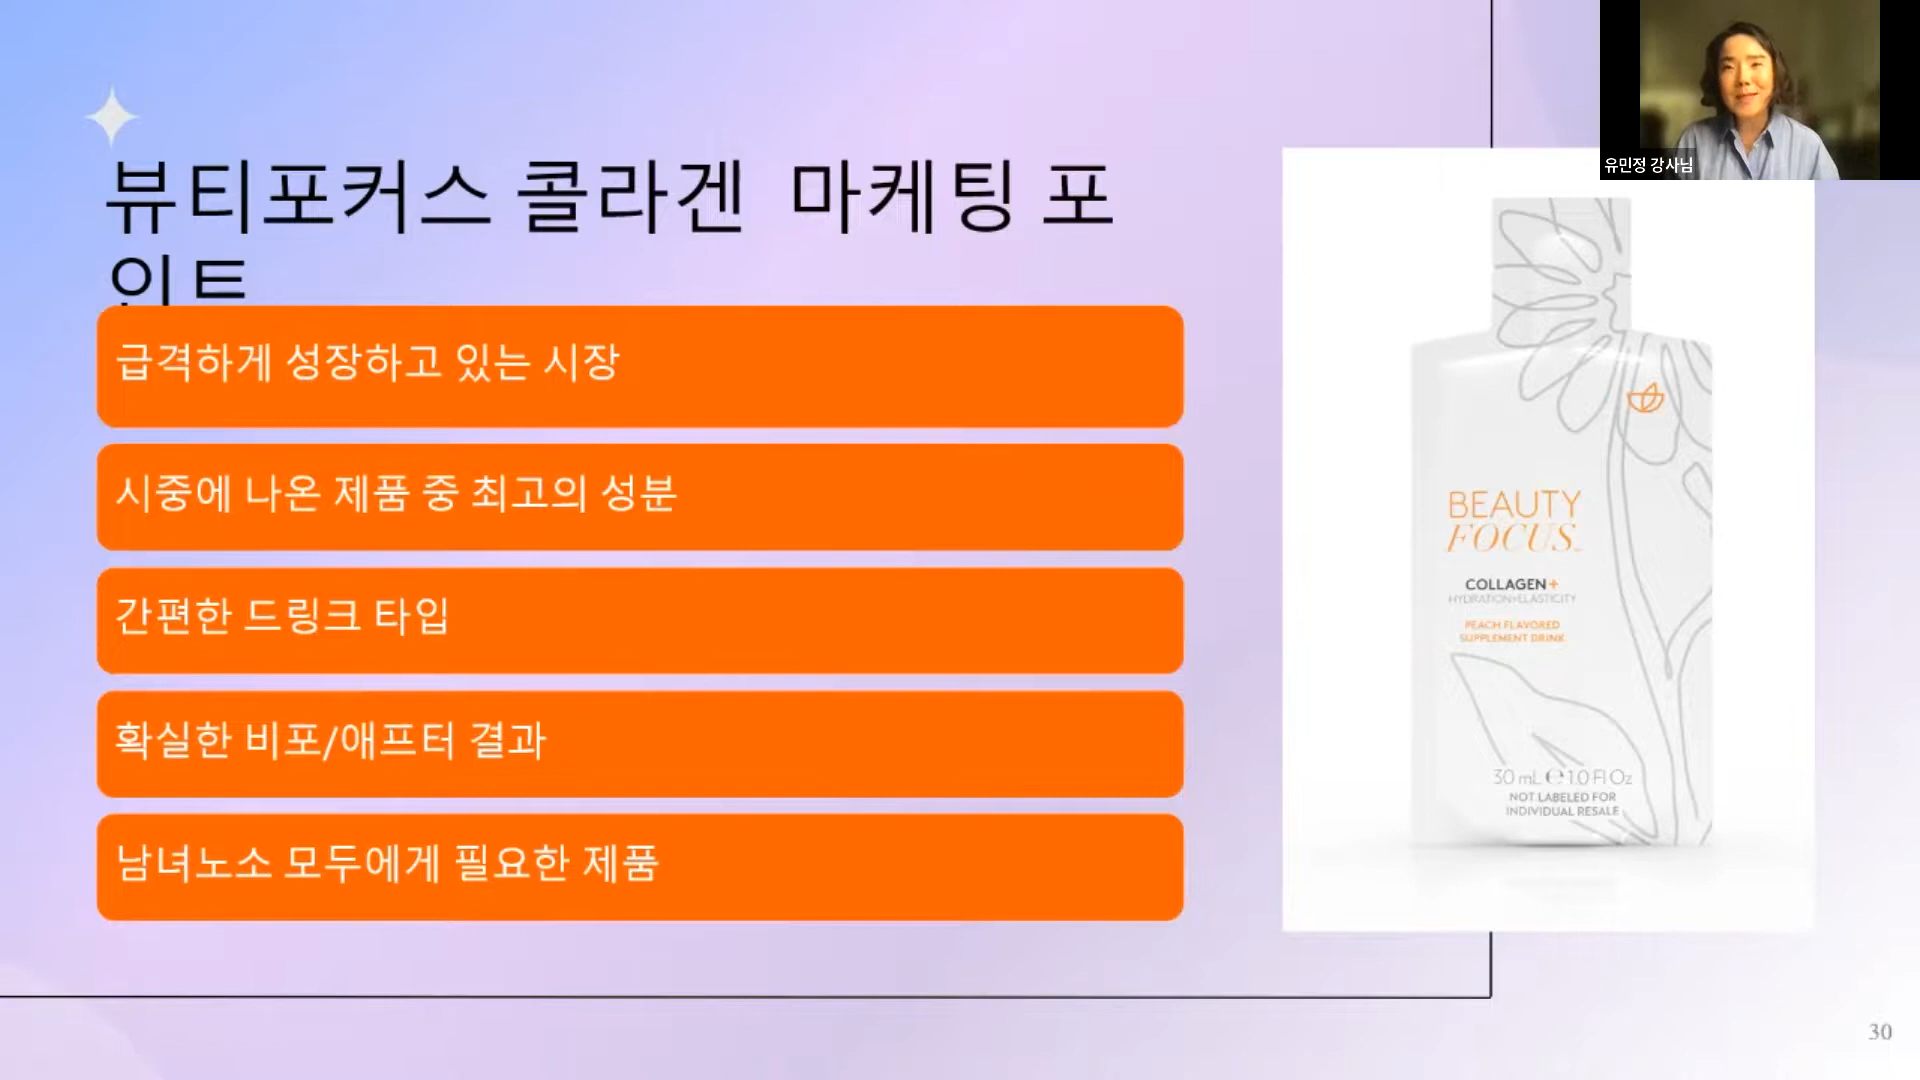 뷰티포커스 콜라겐 마케팅 포
인트
급격하게 성장하고 있는 시장
시중에 나온 제품 중 최고의 성분
간편한 드링크 타입
확실한 비포/애프터 결과
남녀노소 모두에게 필요한 제품
유민정 강사님
BEAUTY
FOCUS™
COLLAGEN+
HYDRATION+ELASTICITY
PEACH FLAVORED
SUPPLEMENT DRINK
30 mL ℮ 1.0 Fl Oz
NOT LABELED FOR
INDIVIDUAL RESALE
30